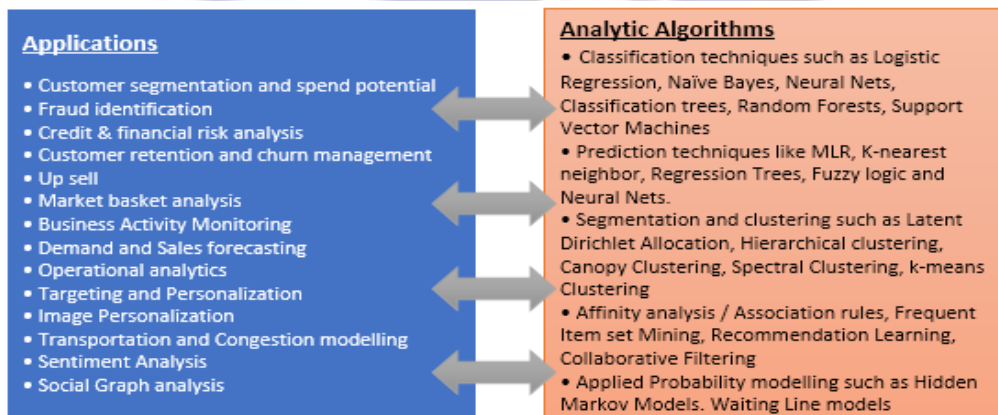 Applications
• Customer segmentation and spend potential
• Fraud identification
• Credit & financial risk analysis
• Customer retention and churn management
• Up sell
• Market basket analysis
• Business Activity Monitoring
• Demand and Sales forecasting
• Operational analytics
• Targeting and Personalization
• Image Personalization
• Transportation and Congestion modelling
• Sentiment Analysis
• Social Graph analysis
Analytic Algorithms
• Classification techniques such as Logistic
Regression, Naïve Bayes, Neural Nets,
Classification trees, Random Forests, Support
Vector Machines
• Prediction techniques like MLR, K-nearest
neighbor, Regression Trees, Fuzzy logic and
Neural Nets.
• Segmentation and clustering such as Latent
Dirichlet Allocation, Hierarchical clustering,
Canopy Clustering, Spectral Clustering, k-means
Clustering
• Affinity analysis / Association rules, Frequent
Item set Mining, Recommendation Learning,
Collaborative Filtering
• Applied Probability modelling such as Hidden
Markov Models. Waiting Line models